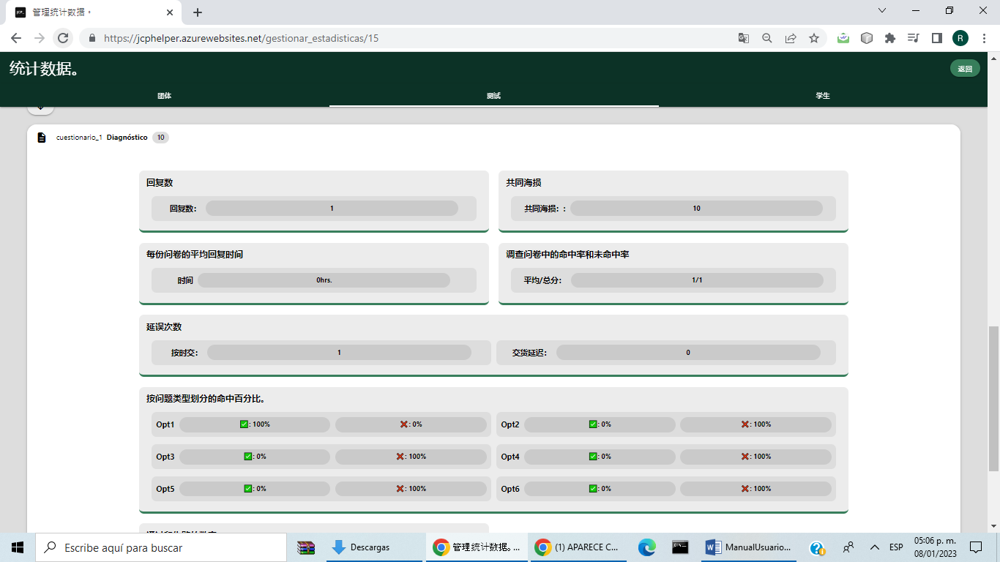 管理统计数据。
https://jcphelper.azurewebsites.net/gestionar_estadisticas/15
R
统计数据。
返回
团体 测试 学生
cuestionario_1 Diagnóstico 10
回复数 共同海损
回复数: 1 共同海损: : 10
每份问卷的平均回复时间 调查问卷中的命中率和未命中率
时间 0hrs. 平均/总分: 1/1
延误次数
按时交: 1 交货延迟: 0
按问题类型划分的命中百分比。
Opt1 ✅: 100% ❌: 0% Opt2 ✅: 0% ❌: 100%
Opt3 ✅: 0% ❌: 100% Opt4 ✅: 0% ❌: 100%
Opt5 ✅: 0% ❌: 100% Opt6 ✅: 0% ❌: 100%
Escribe aquí para buscar
Descargas
管理统计数据。...
(1) APARECE C...
ManualUsuario...
ESP
05:06 p. m.
08/01/2023